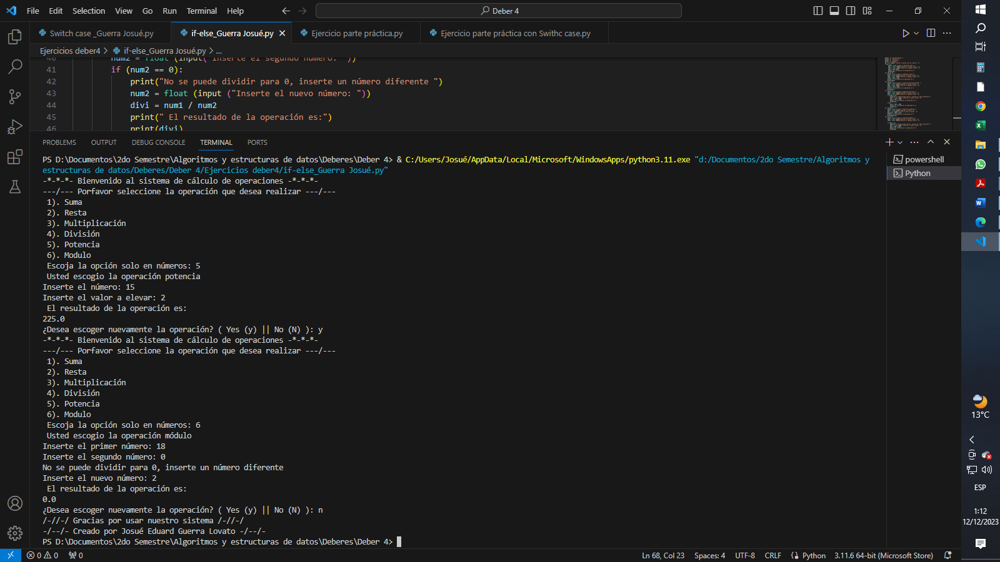 File Edit Selection View Go Run Terminal Help
Deber 4
Switch case _Guerra Josué.py
if-else_Guerra Josué.py
Ejercicio parte práctica.py
Ejercicio parte práctica con Swithc case.py
Ejercicios deber4 > if-else_Guerra Josué.py > ...
40 num2 = float (input("Inserte el segundo número: "))
41 if (num2 == 0):
42 print("No se puede dividir para 0, inserte un número diferente ")
43 num2 = float (input ("Inserte el nuevo número: "))
44 divi = num1 / num2
45 print(" El resultado de la operación es:")
46 print(divi)
PROBLEMS OUTPUT DEBUG CONSOLE TERMINAL PORTS
powershell
Python
PS D:\Documentos\2do Semestre\Algoritmos y estructuras de datos\Deberes\Deber 4> & C:/Users/Josué/AppData/Local/Microsoft/WindowsApps/python3.11.exe "d:/Documentos/2do Semestre/Algoritmos y
estructuras de datos/Deberes/Deber 4/Ejercicios deber4/if-else_Guerra Josué.py"
-*-*-*- Bienvenido al sistema de cálculo de operaciones -*-*-*-
---/--- Porfavor seleccione la operación que desea realizar ---/---
1). Suma
2). Resta
3). Multiplicación
4). División
5). Potencia
6). Modulo
Escoja la opción solo en números: 5
Usted escogio la operación potencia
Inserte el número: 15
Inserte el valor a elevar: 2
El resultado de la operación es:
225.0
¿Desea escoger nuevamente la operación? ( Yes (y) || No (N) ): y
-*-*-*- Bienvenido al sistema de cálculo de operaciones -*-*-*-
---/--- Porfavor seleccione la operación que desea realizar ---/---
1). Suma
2). Resta
3). Multiplicación
4). División
5). Potencia
6). Modulo
Escoja la opción solo en números: 6
Usted escogio la operación módulo
Inserte el primer número: 18
Inserte el segundo número: 0
No se puede dividir para 0, inserte un número diferente
Inserte el nuevo número: 2
El resultado de la operación es:
0.0
¿Desea escoger nuevamente la operación? ( Yes (y) || No (N) ): n
/-//-/ Gracias por usar nuestro sistema /-//-/
-/--/- Creado por Josué Eduard Guerra Lovato -/--/-
PS D:\Documentos\2do Semestre\Algoritmos y estructuras de datos\Deberes\Deber 4>
0 0 0
Ln 68, Col 23 Spaces: 4 UTF-8 CRLF Python 3.11.6 64-bit (Microsoft Store)
13°C
ESP
1:12
12/12/2023